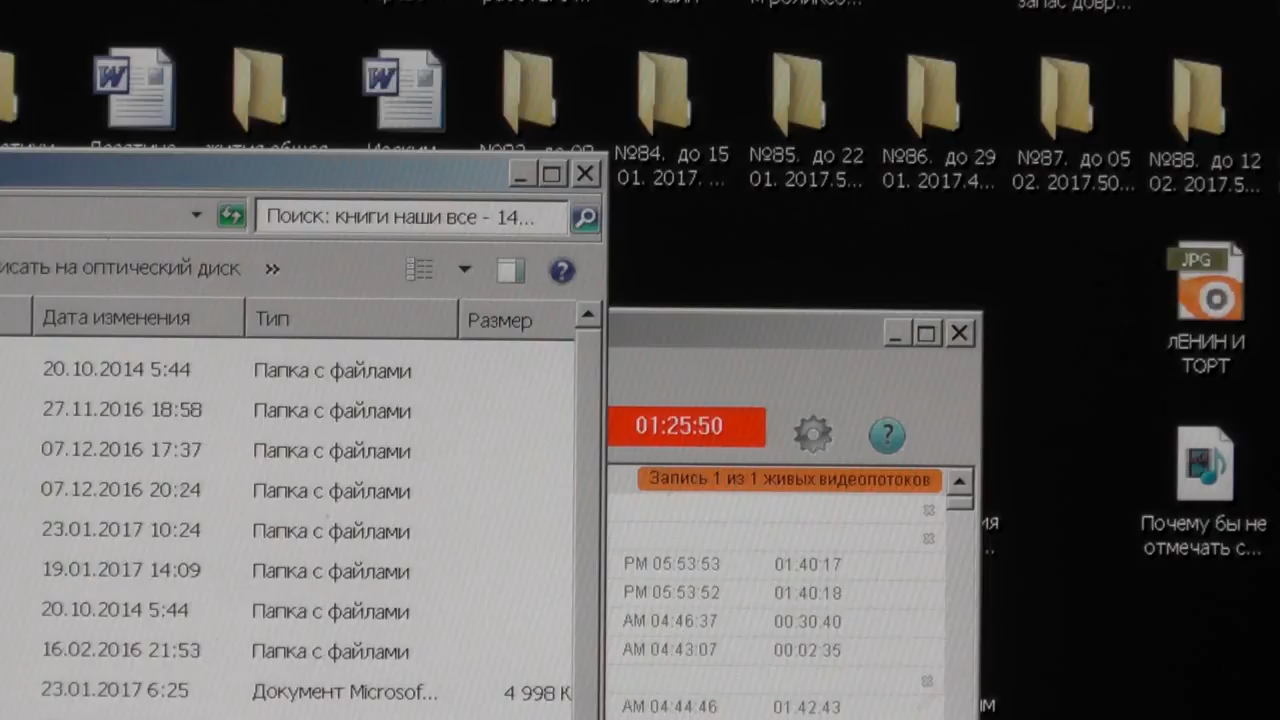 №84. до 15
01. 2017. ...
№85. до 22
01. 2017.5...
№86. до 29
01. 2017.4...
№87. до 05
02. 2017.50...
№88. до 12
02. 2017.5...
Поиск: книги наши все - 14...
исать на оптический диск »
Дата изменения Тип Размер
20.10.2014 5:44 Папка с файлами
27.11.2016 18:58 Папка с файлами
07.12.2016 17:37 Папка с файлами
07.12.2016 20:24 Папка с файлами
23.01.2017 10:24 Папка с файлами
19.01.2017 14:09 Папка с файлами
20.10.2014 5:44 Папка с файлами
16.02.2016 21:53 Папка с файлами
23.01.2017 6:25 Документ Microsof... 4 998 К
01:25:50
Запись 1 из 1 живых видеопотоков
PM 05:53:53 01.40.17
PM 05:53:52 01.40.18
AM 04:46:37 00.30.40
AM 04:43:07 00.02.35
AM 04:44:46 01.42.43
JPG
лЕНИН И
ТОРТ
Почему бы не
отмечать с...